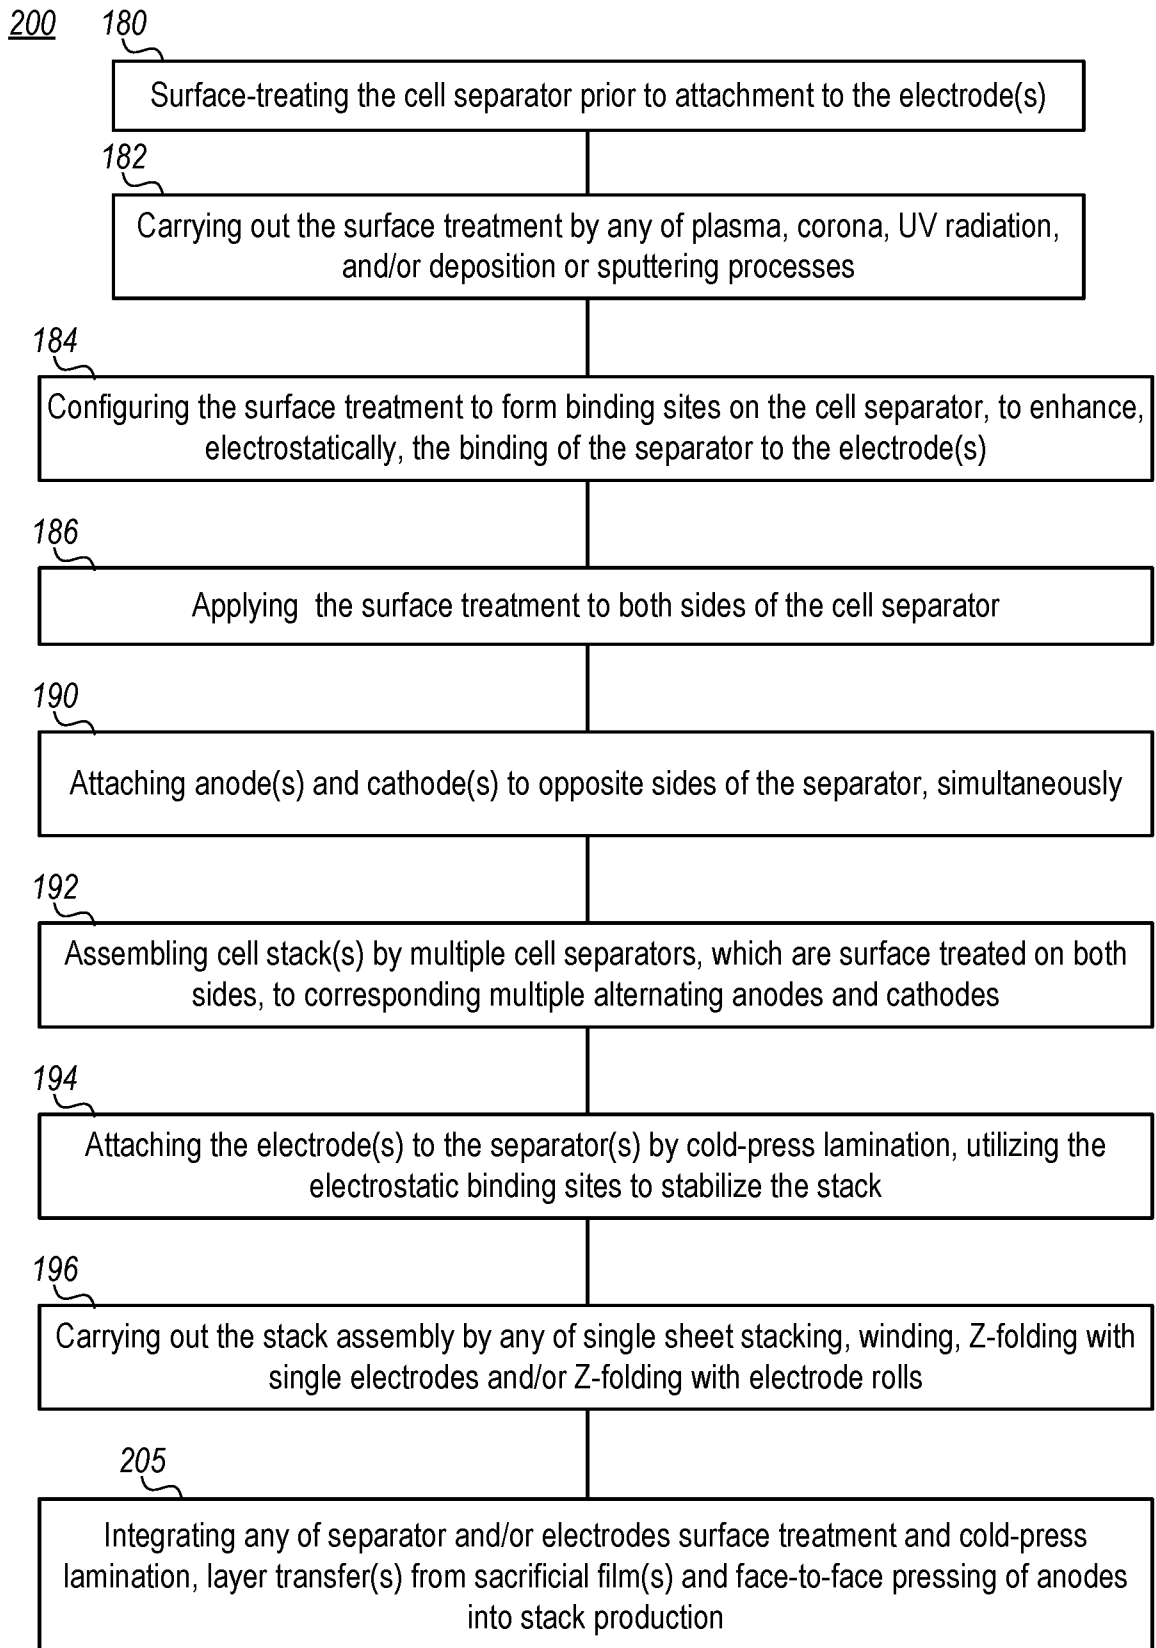 200 180
Surface-treating the cell separator prior to attachment to the electrode(s)
182
Carrying out the surface treatment by any of plasma, corona, UV radiation,
and/or deposition or sputtering processes
184
Configuring the surface treatment to form binding sites on the cell separator, to enhance,
electrostatically, the binding of the separator to the electrode(s)
186
Applying the surface treatment to both sides of the cell separator
190
Attaching anode(s) and cathode(s) to opposite sides of the separator, simultaneously
192
Assembling cell stack(s) by multiple cell separators, which are surface treated on both
sides, to corresponding multiple alternating anodes and cathodes
194
Attaching the electrode(s) to the separator(s) by cold-press lamination, utilizing the
electrostatic binding sites to stabilize the stack
196
Carrying out the stack assembly by any of single sheet stacking, winding, Z-folding with
single electrodes and/or Z-folding with electrode rolls
205
Integrating any of separator and/or electrodes surface treatment and cold-press
lamination, layer transfer(s) from sacrificial film(s) and face-to-face pressing of anodes
into stack production